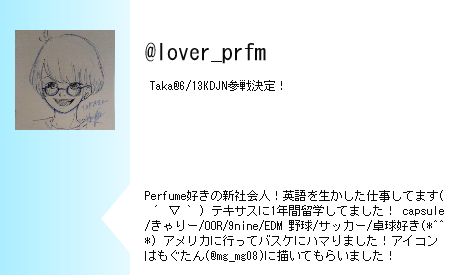 @lover_prfm
Taka@6/13KDJN参戦決定！
Perfume好きの新社会人！英語を生かした仕事してます(
´ ▽ ` ) テキサスに1年間留学してました！ capsule
/きゃりー/OOR/9nine/EDM 野球/サッカー/卓球好き(*^^
*) アメリカに行ってバスケにハマりました！アイコン
はもぐたん(@mg_mg08)に描いてもらいました！